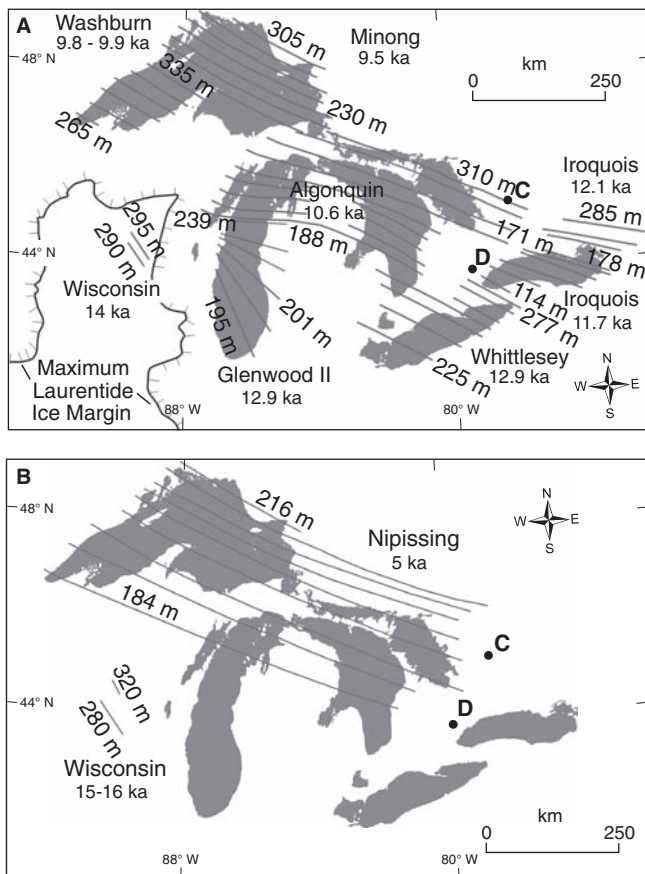 A
Washburn
9.8 - 9.9 ka
305 m
Minong
9.5 ka
48° N
km
0 250
335 m
265 m
230 m
310 m
C
Iroquois
12.1 ka
285 m
Algonquin
10.6 ka
295 m
290 m
239 m
188 m
171 m
178 m
44° N
D
Wisconsin
14 ka
114 m
Iroquois
11.7 ka
277 m
195 m
201 m
Whittlesey
12.9 ka
225 m
Maximum
Laurentide
Ice Margin
Glenwood II
12.9 ka
N
W E
S
88° W
80° W
B
48° N
216 m
N
W E
S
Nipissing
5 ka
184 m
C
320 m
280 m
44° N
D
Wisconsin
15-16 ka
km
0 250
88° W
80° W